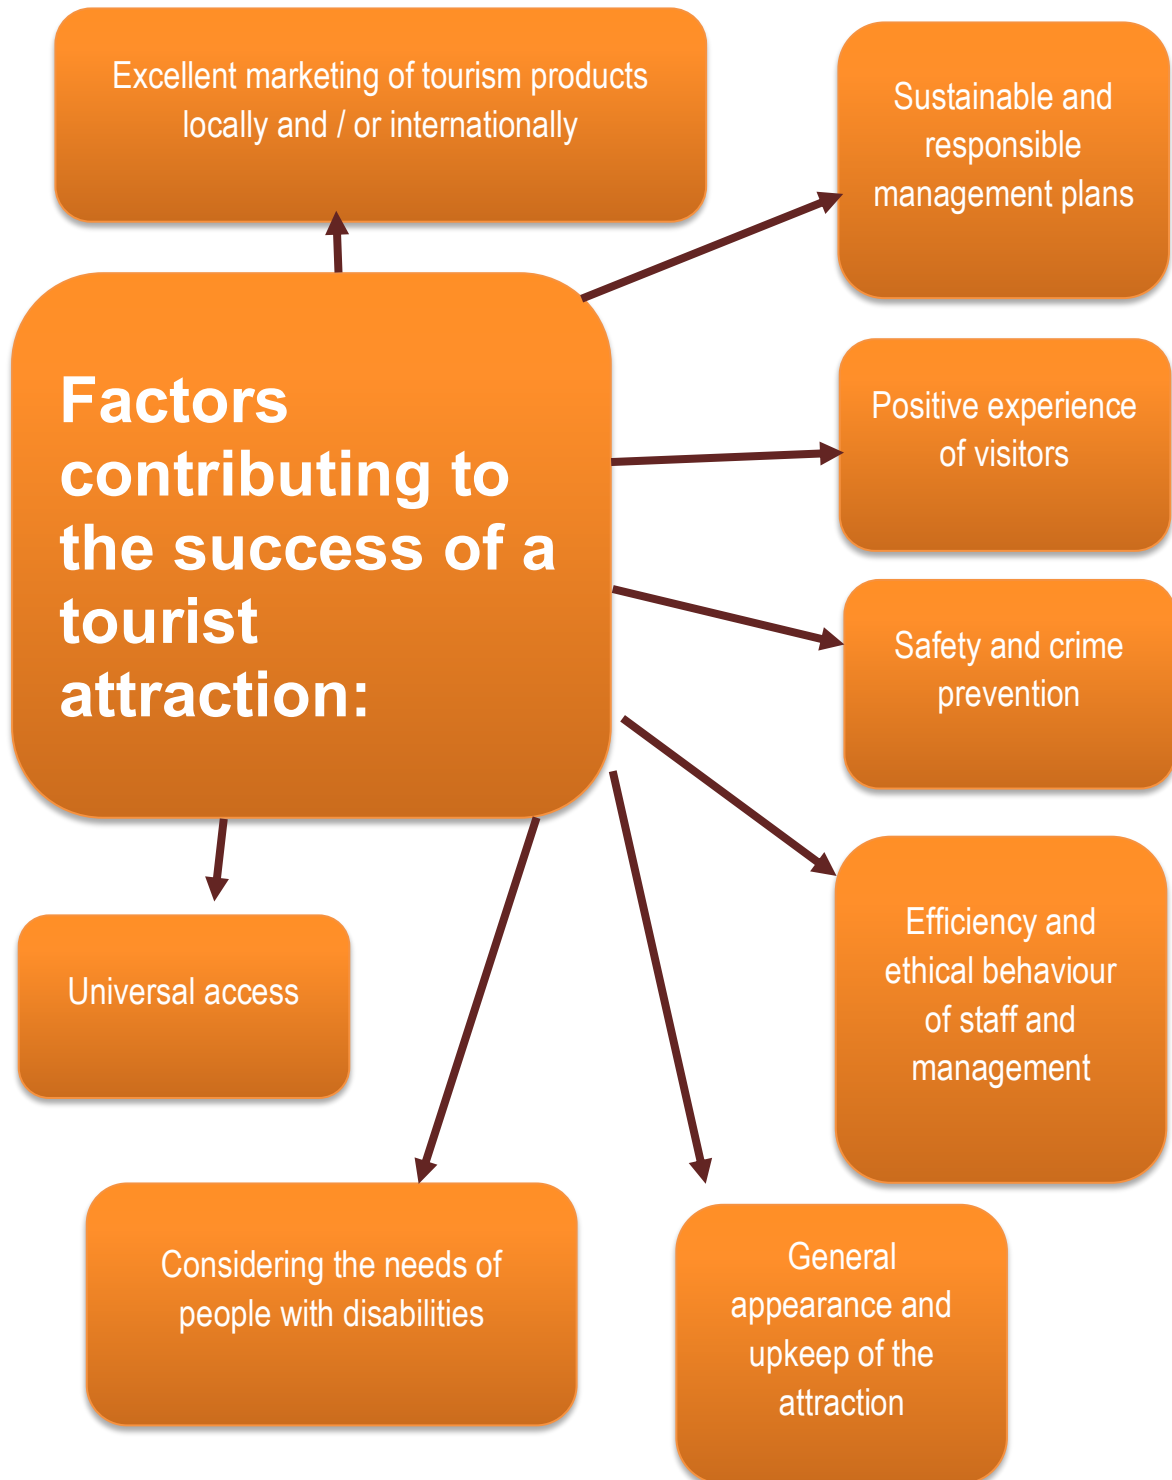 Excellent marketing of tourism products
locally and / or internationally
Sustainable and
responsible
management plans
Factors
contributing to
the success of a
tourist
attraction:
Positive experience
of visitors
Safety and crime
prevention
Efficiency and
ethical behaviour
of staff and
management
Universal access
Considering the needs of
people with disabilities
General
appearance and
upkeep of the
attraction